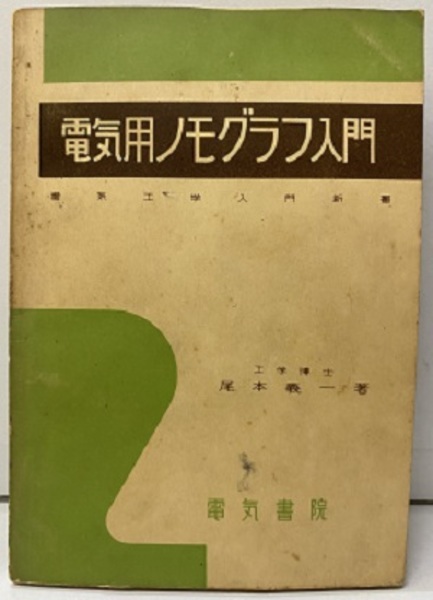 電気用ノモグラフ入門
電気工学入門新書
工学博士
尾本義一著
電気書院